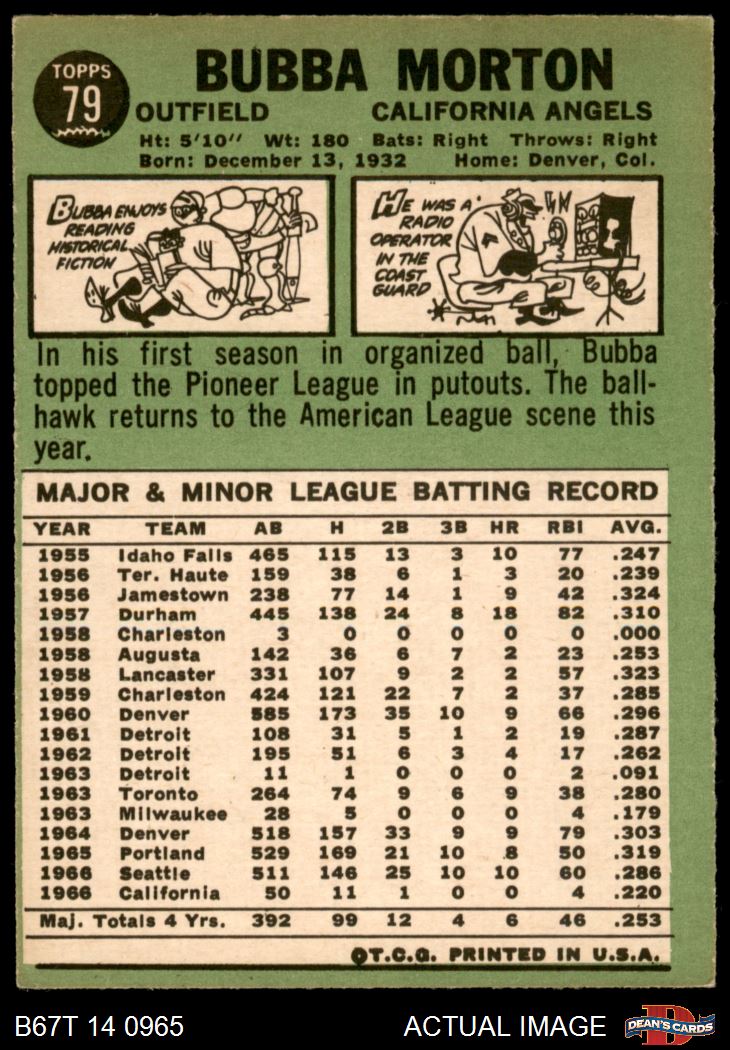 TOPPS
79
BUBBA MORTON
OUTFIELD CALIFORNIA ANGELS
Ht: 5'10" Wt: 180 Bats: Right Throws: Right
Born: December 13, 1932 Home: Denver, Col.
BUBBA ENJOYS
READING
HISTORICAL
FICTION
HE WAS A
RADIO
OPERATOR
IN THE
COAST
GUARD
In his first season in organized ball, Bubba
topped the Pioneer League in putouts. The ball-
hawk returns to the American League scene this
year.
MAJOR & MINOR LEAGUE BATTING RECORD
YEAR TEAM AB H 2B 3B HR RBI AVG.
1955 Idaho Falls 465 115 13 3 10 77 .247
1956 Ter. Haute 159 38 6 1 3 20 .239
1956 Jamestown 238 77 14 1 9 42 .324
1957 Durham 445 138 24 8 18 82 .310
1958 Charleston 3 0 0 0 0 0 .000
1958 Augusta 142 36 6 7 2 23 .253
1958 Lancaster 331 107 9 2 2 57 .323
1959 Charleston 424 121 22 7 2 37 .285
1960 Denver 585 173 35 10 9 66 .296
1961 Detroit 108 31 5 1 2 19 .287
1962 Detroit 195 51 6 3 4 17 .262
1963 Detroit 11 1 0 0 0 2 .091
1963 Toronto 264 74 9 6 9 38 .280
1963 Milwaukee 28 5 0 0 0 4 .179
1964 Denver 518 157 33 9 9 79 .303
1965 Portland 529 169 21 10 8 50 .319
1966 Seattle 511 146 25 10 10 60 .286
1966 California 50 11 1 0 0 4 .220
Maj. Totals 4 Yrs. 392 99 12 4 6 46 .253
©T.C.G. PRINTED IN U.S.A.
B67T 14 0965 ACTUAL IMAGE
D
DEAN'S CARDS